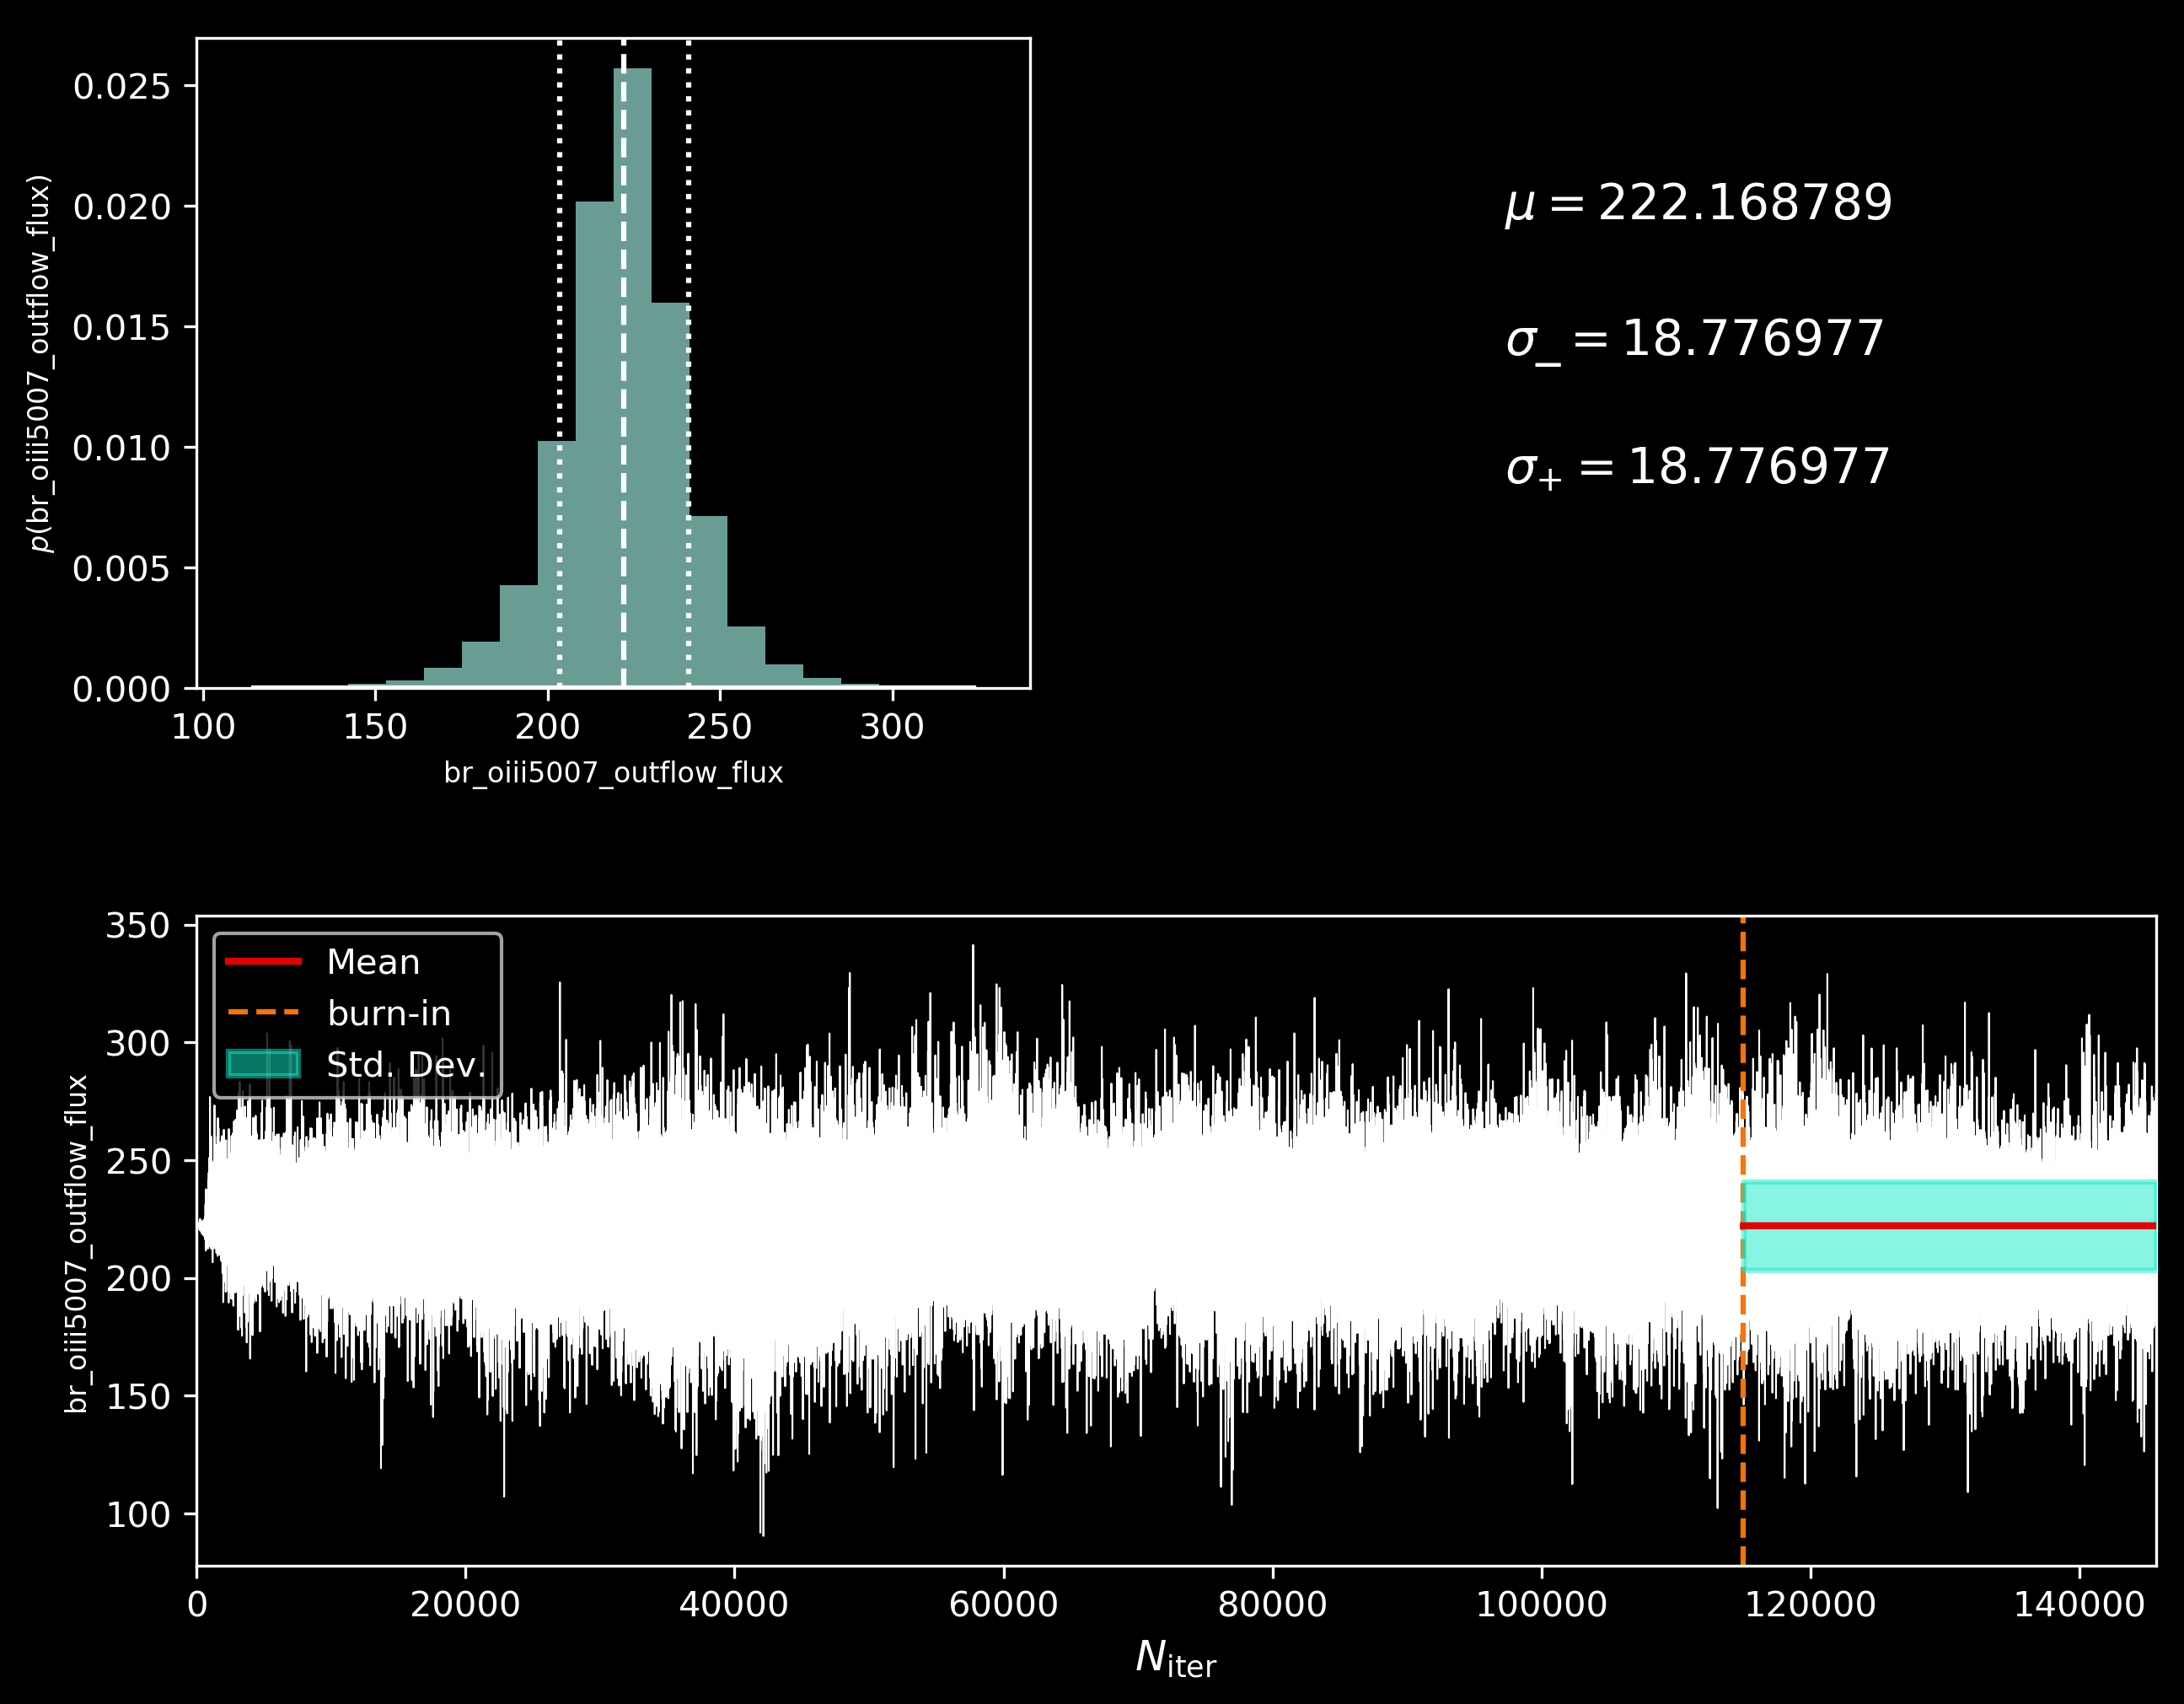 0.025
0.020
0.015
0.010
0.005
0.000
p(br_oiii5007_outflow_flux)
100 150 200 250 300
br_oiii5007_outflow_flux
μ = 222.168789
σ₋ = 18.776977
σ₊ = 18.776977
350
300
250
200
150
100
br_oiii5007_outflow_flux
Mean
burn-in
Std. Dev.
0 20000 40000 60000 80000 100000 120000 140000
N_iter